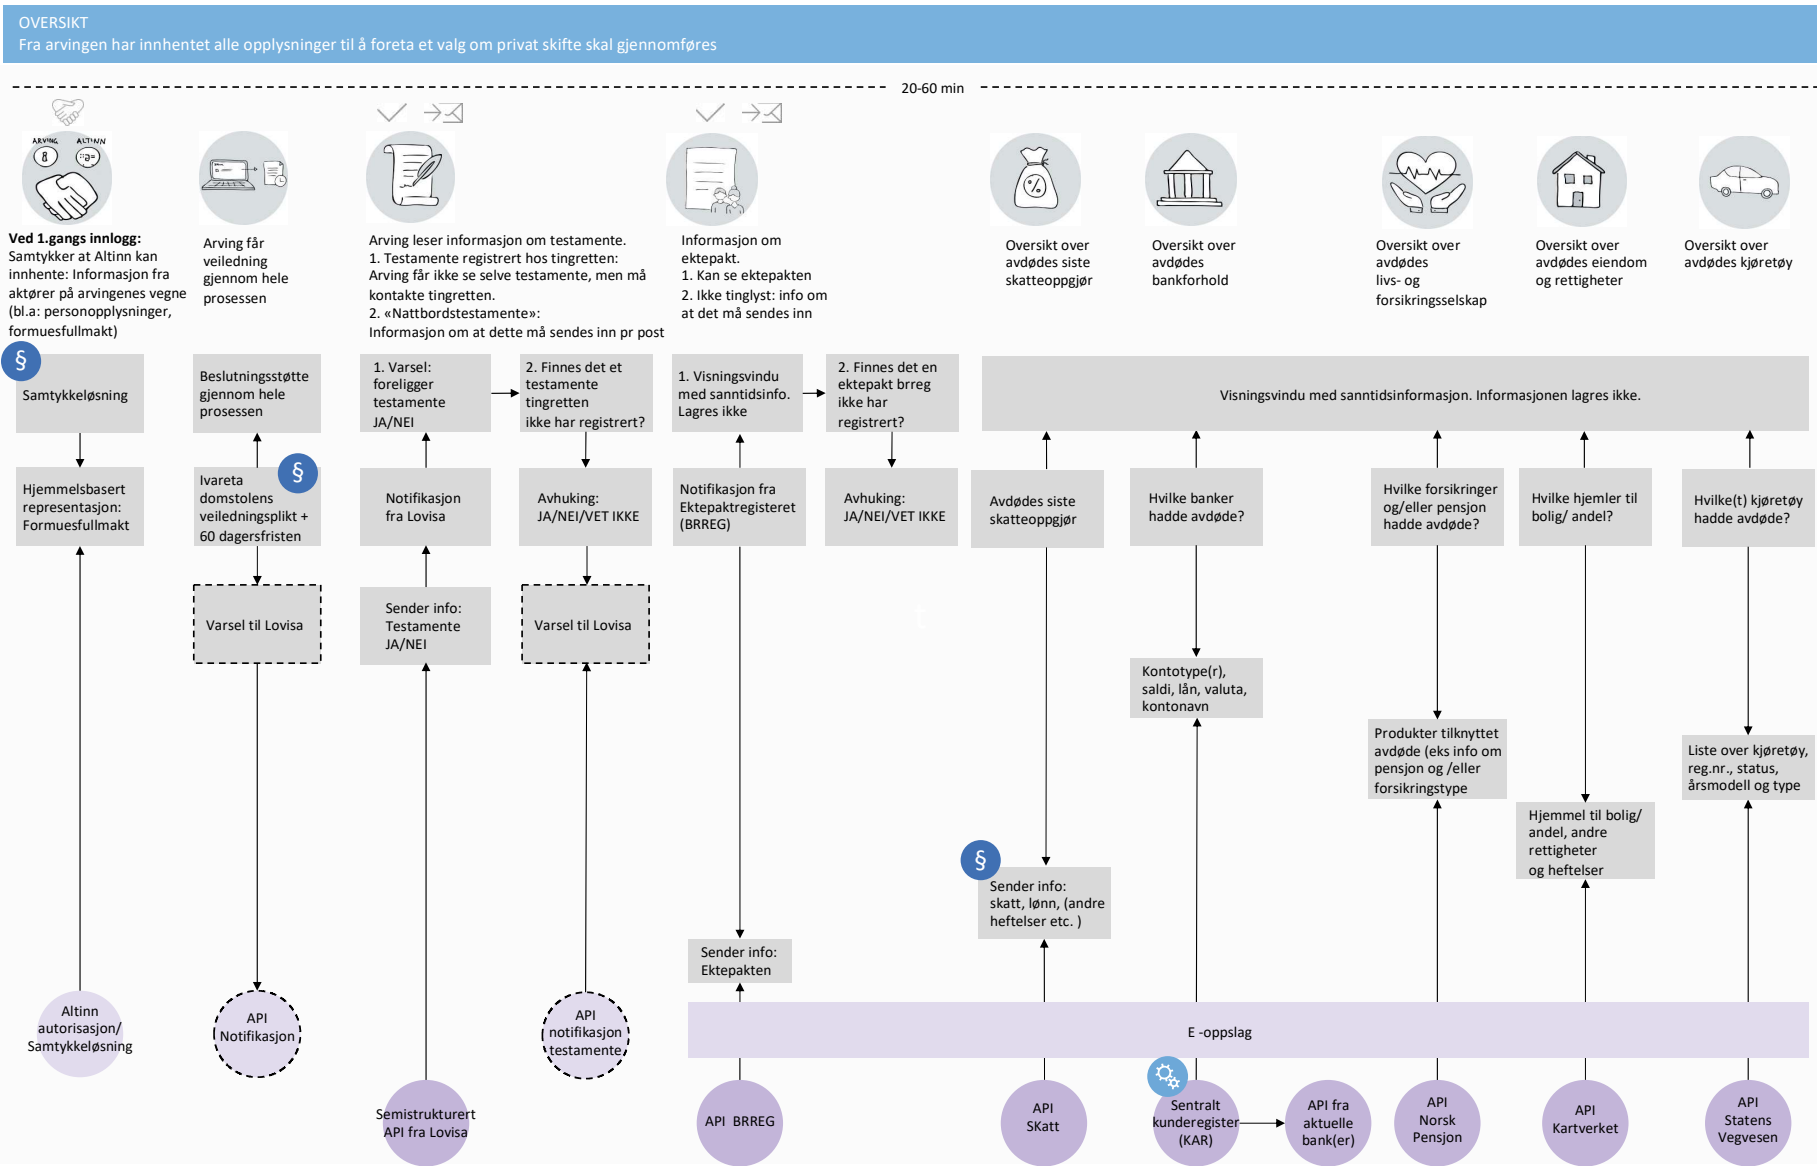 OVERSIKT
Fra arvingen har innhentet alle opplysninger til å foreta et valg om privat skifte skal gjennomføres
20-60 min
ARVING
ALTINN
Ved 1.gangs innlogg:
Samtykker at Altinn kan
innhente: Informasjon fra
aktører på arvingenes vegne
(bl.a: personopplysninger,
formuesfullmakt)
Arving får
veiledning
gjennom hele
prosessen
Arving leser informasjon om testamente.
1. Testamente registrert hos tingretten:
Arving får ikke se selve testamente, men må
kontakte tingretten.
2. «Nattbordstestamente»:
Informasjon om at dette må sendes inn pr post
Informasjon om
ektepakt.
1. Kan se ektepakten
2. Ikke tinglyst: info om
at det må sendes inn
%
Oversikt over
avdødes siste
skatteoppgjør
Oversikt over
avdødes
bankforhold
Oversikt over
avdødes
livs- og
forsikringsselskap
Oversikt over
avdødes eiendom
og rettigheter
Oversikt over
avdødes kjøretøy
§
Samtykkeløsning
Beslutningsstøtte
gjennom hele
prosessen
1. Varsel:
foreligger
testamente
JA/NEI
2. Finnes det et
testamente
tingretten
ikke har registrert?
1. Visningsvindu
med sanntidsinfo.
Lagres ikke
2. Finnes det en
ektepakt brreg
ikke har
registrert?
Visningsvindu med sanntidsinformasjon. Informasjonen lagres ikke.
Hjemmelsbasert
representasjon:
Formuesfullmakt
§
Ivareta
domstolens
veiledningsplikt +
60 dagersfristen
Notifikasjon
fra Lovisa
Avhuking:
JA/NEI/VET IKKE
Notifikasjon fra
Ektepaktregisteret
(BRREG)
Avhuking:
JA/NEI/VET IKKE
Avdødes siste
skatteoppgjør
Hvilke banker
hadde avdøde?
Hvilke forsikringer
og/eller pensjon
hadde avdøde?
Hvilke hjemler til
bolig/ andel?
Hvilke(t) kjøretøy
hadde avdøde?
Varsel til Lovisa
Sender info:
Testamente
JA/NEI
Varsel til Lovisa
t
Kontotype(r),
saldi, lån, valuta,
kontonavn
Produkter tilknyttet
avdøde (eks info om
pensjon og /eller
forsikringstype
Liste over kjøretøy,
reg.nr., status,
årsmodell og type
Hjemmel til bolig/
andel, andre
rettigheter
og heftelser
§
Sender info:
skatt, lønn, (andre
heftelser etc. )
Sender info:
Ektepakten
Altinn
autorisasjon/
Samtykkeløsning
API
Notifikasjon
API
notifikasjon
testamente
E -oppslag
Semistrukturert
API fra Lovisa
API BRREG
API
SKatt
Sentralt
kunderegister
(KAR)
API fra
aktuelle
bank(er)
API
Norsk
Pensjon
API
Kartverket
API
Statens
Vegvesen